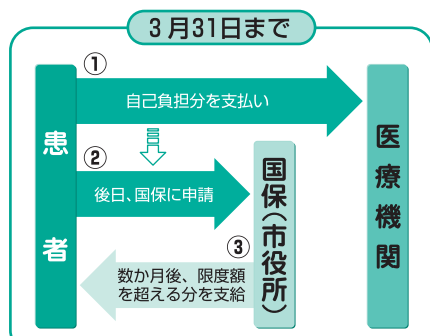 3月31日まで
①
自己負担分を支払い
患者
②
後日、国保に申請
国保(市役所)
医療機関
③
数か月後、限度額
を超える分を支給